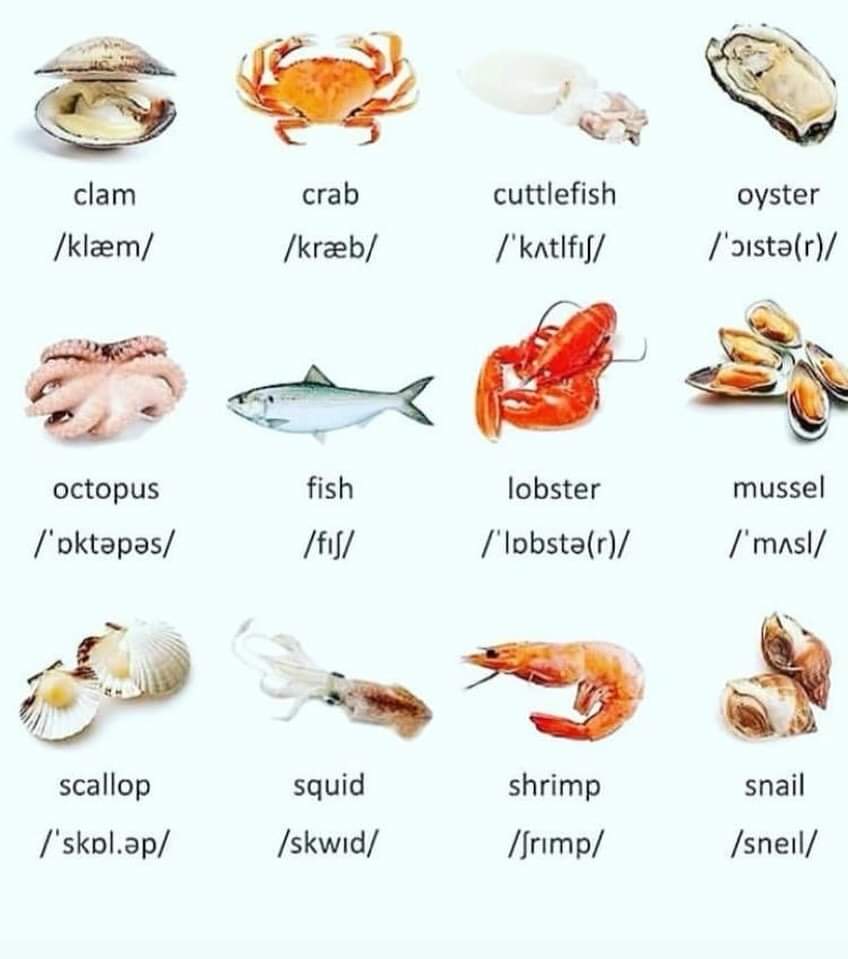 clam crab cuttlefish oyster
/klæm/ /kræb/ /ˈkʌtlfɪʃ/ /ˈɔɪstə(r)/
octopus fish lobster mussel
/ˈɒktəpəs/ /fɪʃ/ /ˈlɒbstə(r)/ /ˈmʌsl/
scallop squid shrimp snail
/ˈskɒl.əp/ /skwɪd/ /ʃrɪmp/ /sneɪl/